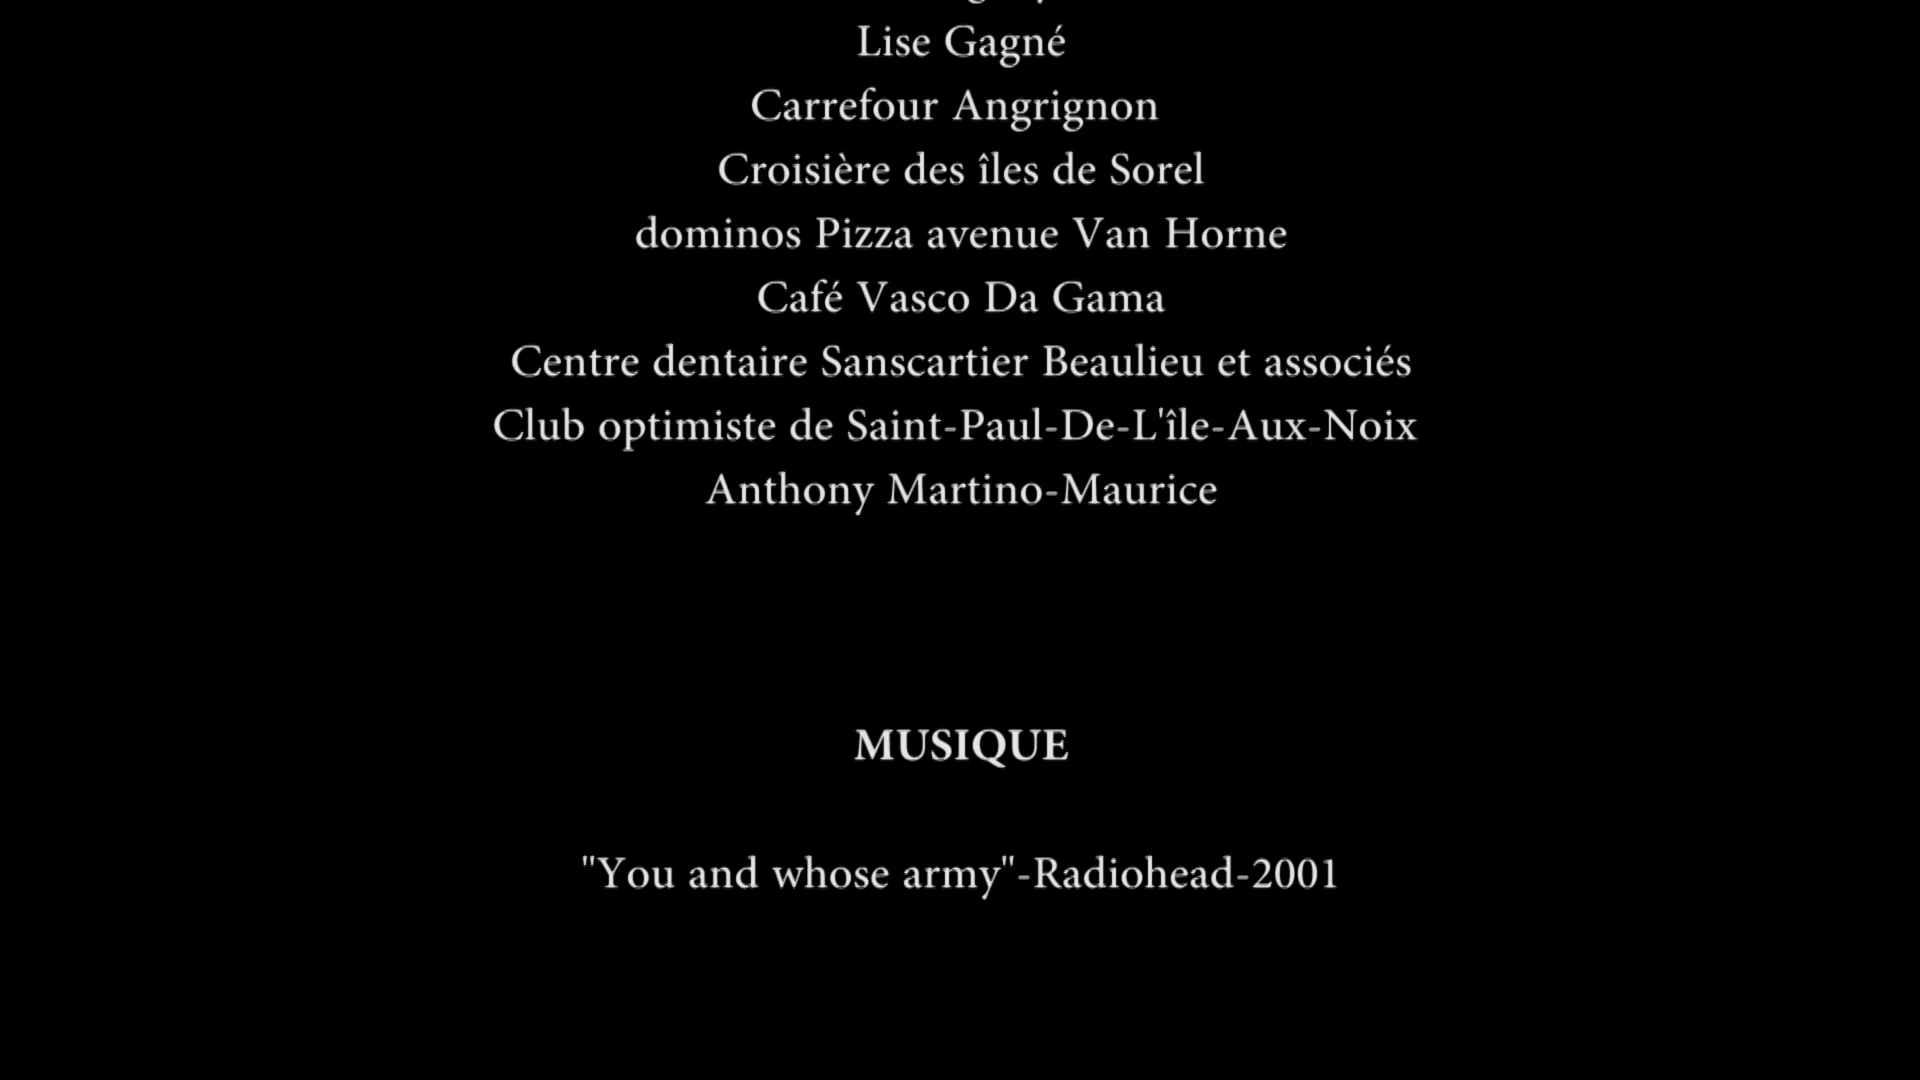 Lise Gagné
Carrefour Angrignon
Croisière des îles de Sorel
dominos Pizza avenue Van Horne
Café Vasco Da Gama
Centre dentaire Sanscartier Beaulieu et associés
Club optimiste de Saint-Paul-De-L'île-Aux-Noix
Anthony Martino-Maurice
MUSIQUE
"You and whose army"-Radiohead-2001